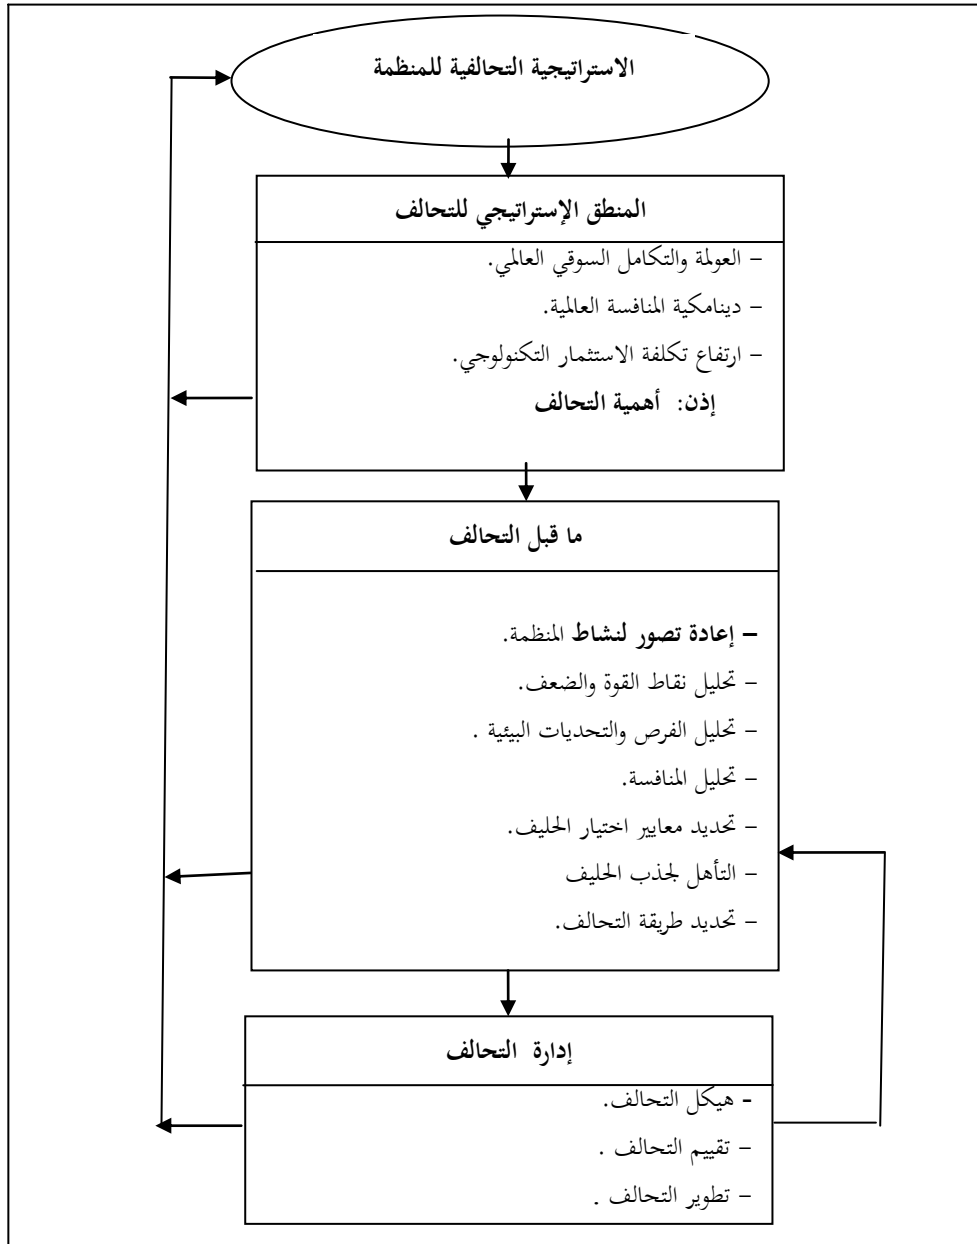 الاستراتيجية التحالفية للمنظمة
المنطق الإستراتيجي للتحالف
– العولمة والتكامل السوقي العالمي.
– دينامكية المنافسة العالمية.
– ارتفاع تكلفة الاستثمار التكنولوجي.
إذن: أهمية التحالف
ما قبل التحالف
– إعادة تصور لنشاط المنظمة.
– تحليل نقاط القوة والضعف.
– تحليل الفرص والتحديات البيئية .
– تحليل المنافسة.
– تحديد معايير اختيار الحليف.
– التأهل لجذب الحليف
– تحديد طريقة التحالف.
إدارة التحالف
- هيكل التحالف.
– تقييم التحالف .
– تطوير التحالف .